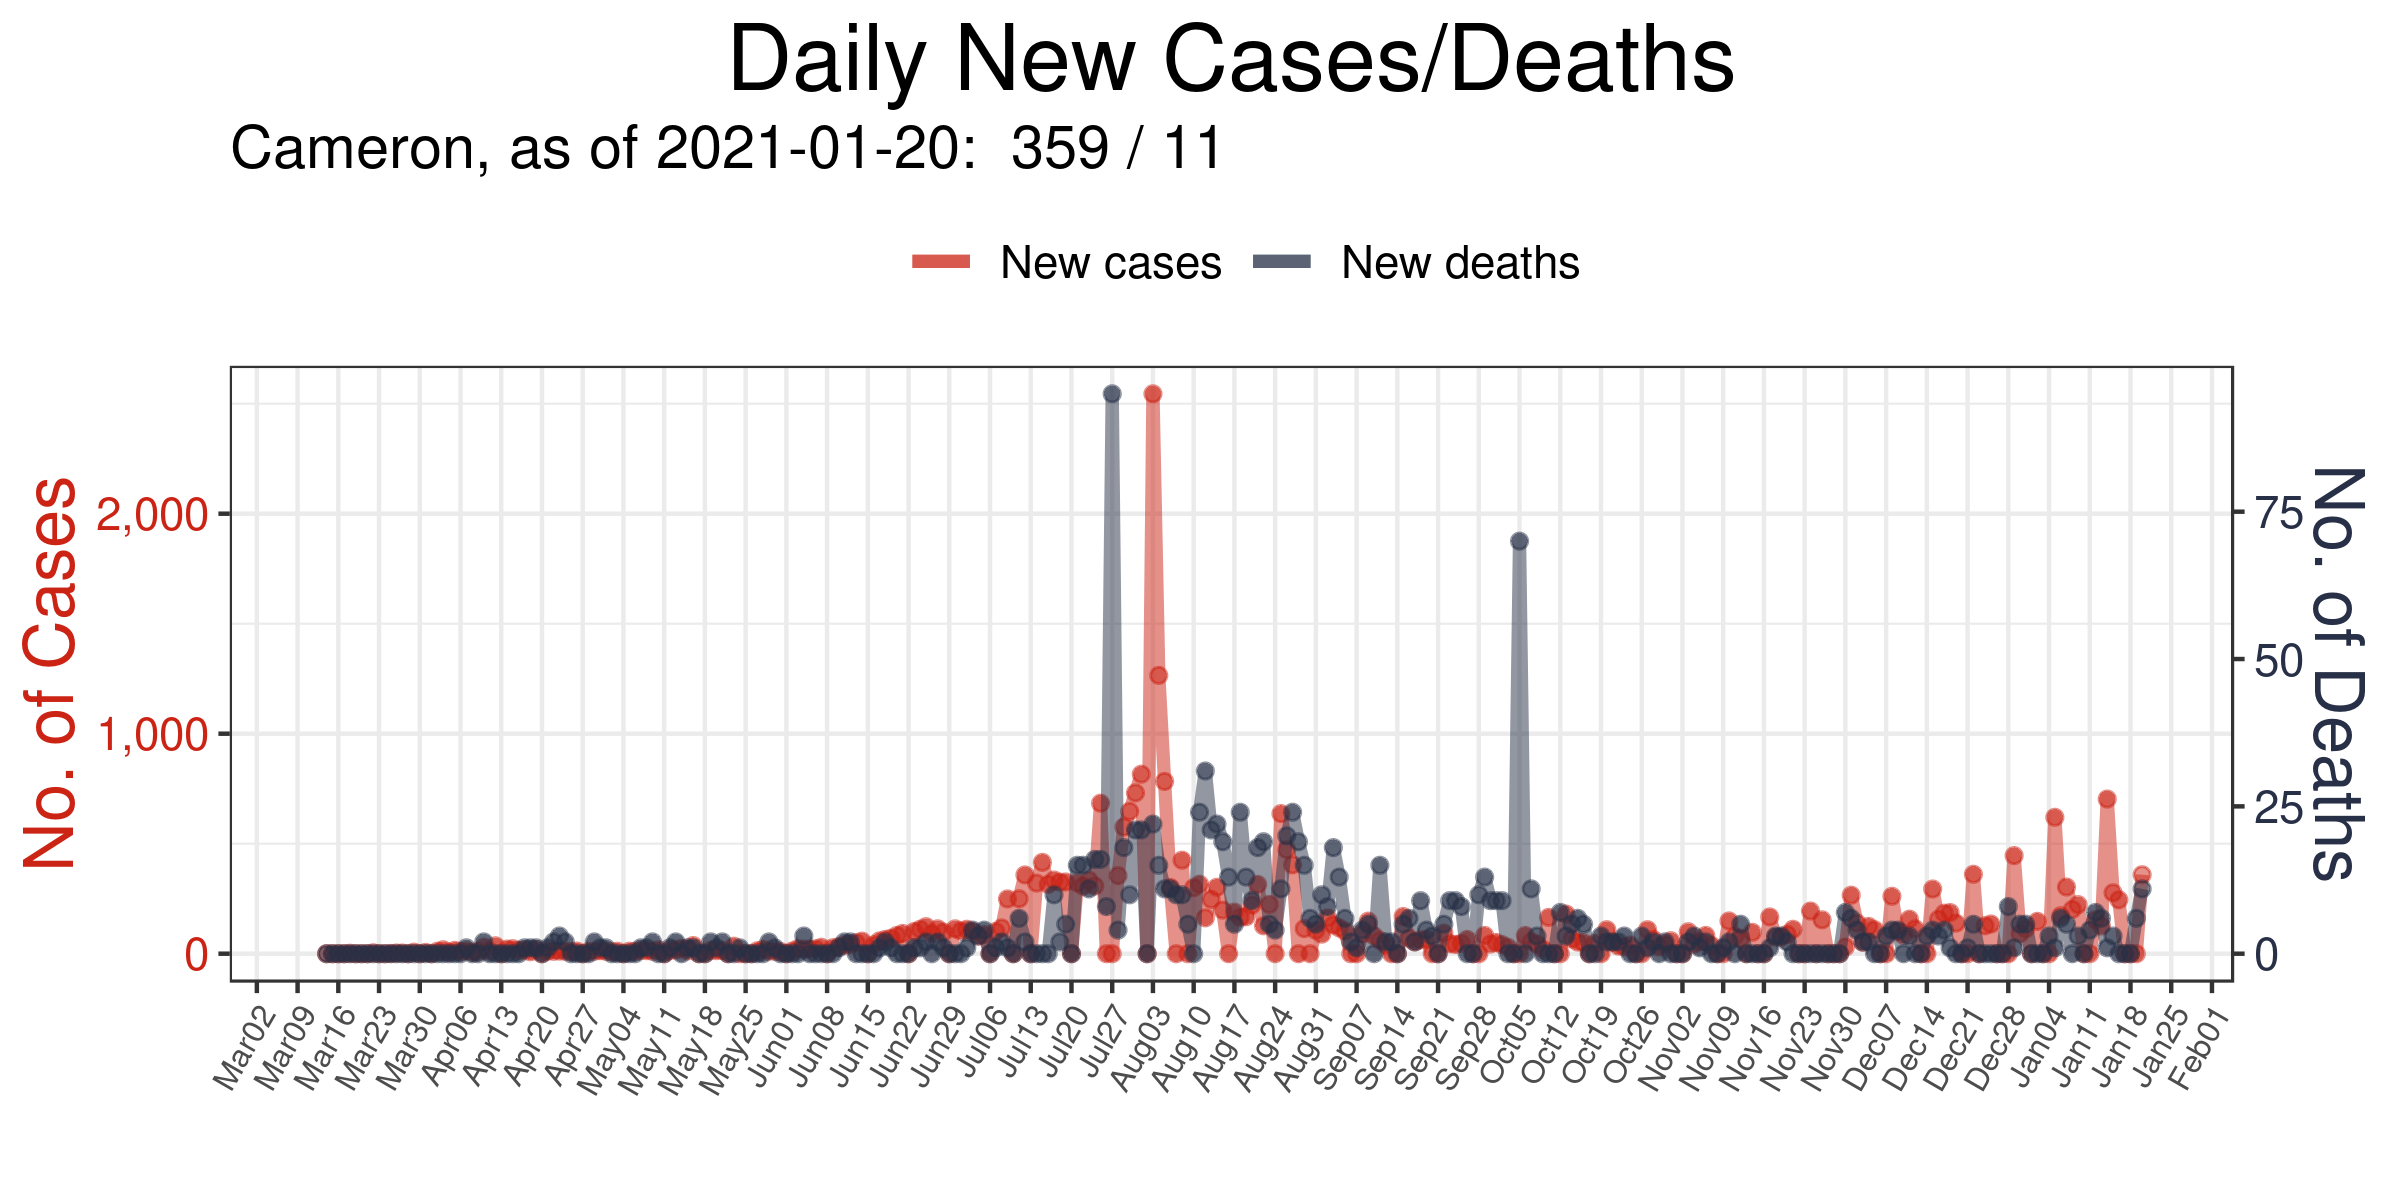 Daily New Cases/Deaths
Cameron, as of 2021-01-20:  359 / 11
New cases
New deaths
No. of Cases
2,000
1,000
0
75
50
25
0
No. of Deaths
Mar02
Mar09
Mar16
Mar23
Mar30
Apr06
Apr13
Apr20
Apr27
May04
May11
May18
May25
Jun01
Jun08
Jun15
Jun22
Jun29
Jul06
Jul13
Jul20
Jul27
Aug03
Aug10
Aug17
Aug24
Aug31
Sep07
Sep14
Sep21
Sep28
Oct05
Oct12
Oct19
Oct26
Nov02
Nov09
Nov16
Nov23
Nov30
Dec07
Dec14
Dec21
Dec28
Jan04
Jan11
Jan18
Jan25
Feb01